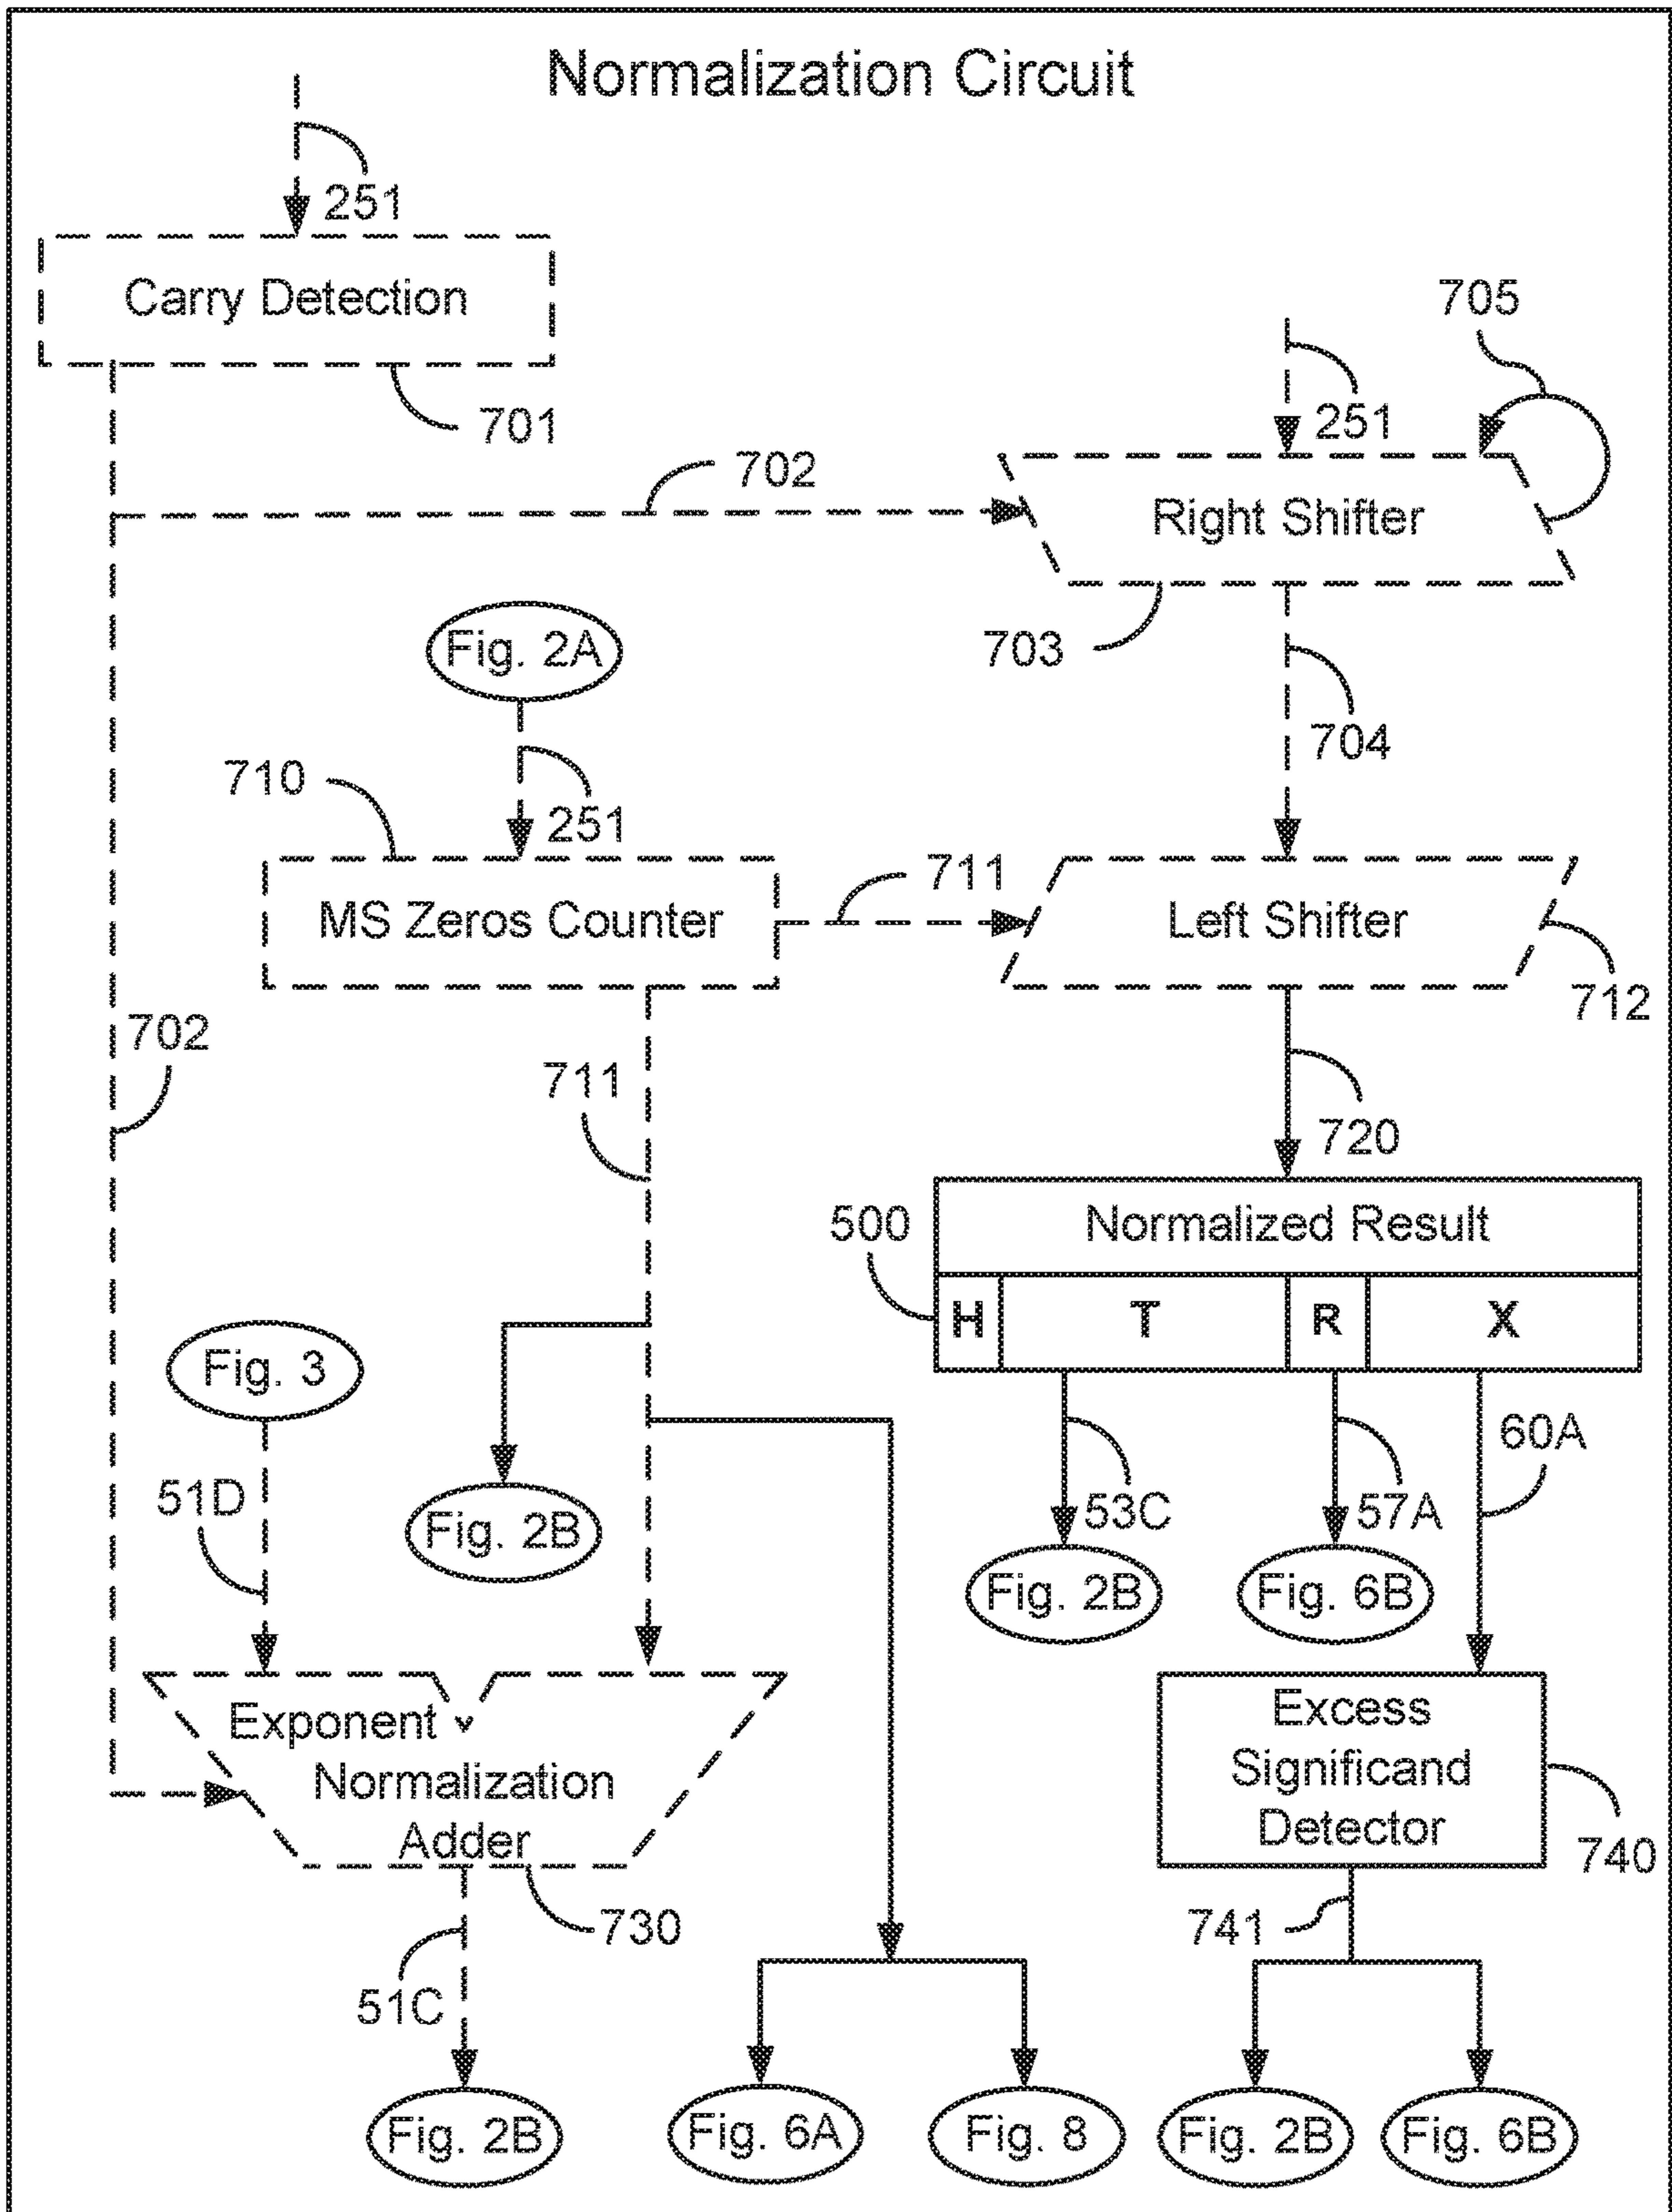 Normalization Circuit
251
Carry Detection
705
701
251
702
Right Shifter
Fig. 2A
703
704
710
251
711
MS Zeros Counter
Left Shifter
712
702
711
720
500
Normalized Result
H T R X
Fig. 3
60A
51D
53C
57A
Fig. 2B
Fig. 2B
Fig. 6B
Exponent
Normalization
Adder
Excess
Significand
Detector
740
730
741
51C
Fig. 2B
Fig. 6A
Fig. 8
Fig. 2B
Fig. 6B